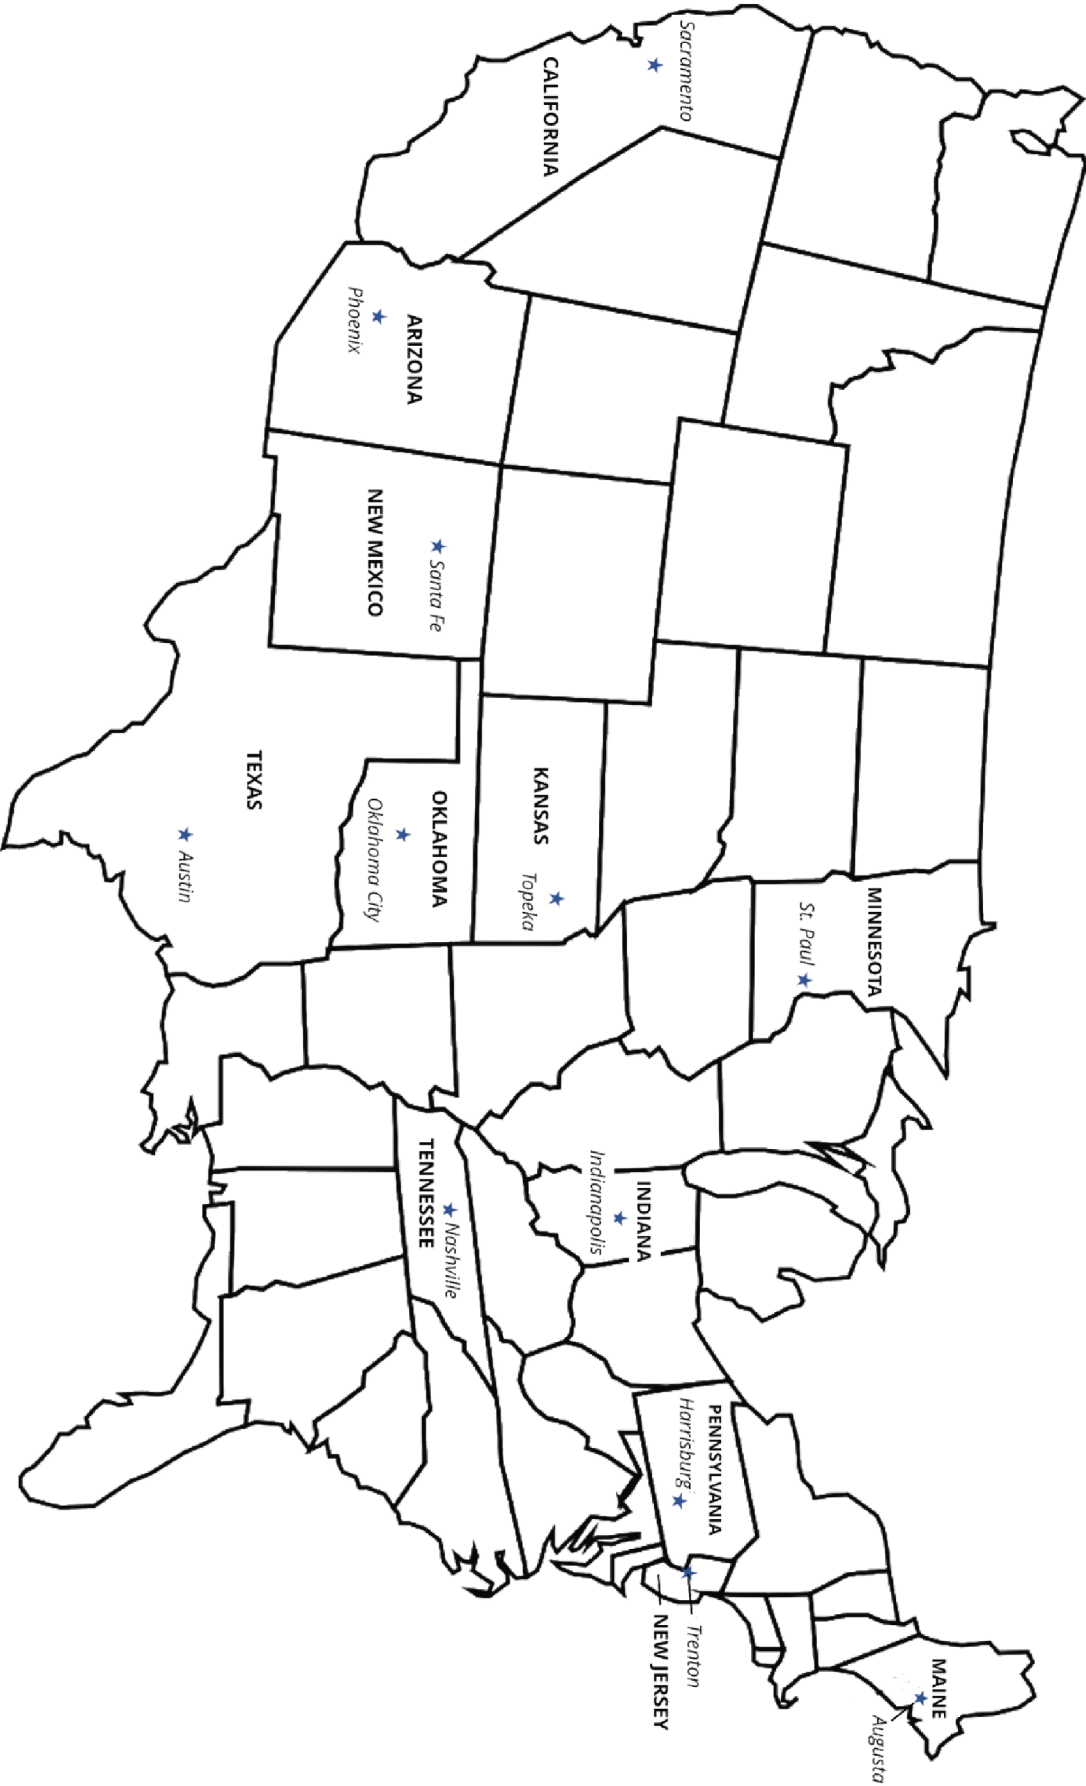 Sacramento
CALIFORNIA
ARIZONA
Phoenix
NEW MEXICO
Santa Fe
TEXAS
Austin
OKLAHOMA
Oklahoma City
KANSAS
Topeka
MINNESOTA
St. Paul
INDIANA
Indianapolis
TENNESSEE
Nashville
PENNSYLVANIA
Harrisburg
Trenton
NEW JERSEY
MAINE
Augusta